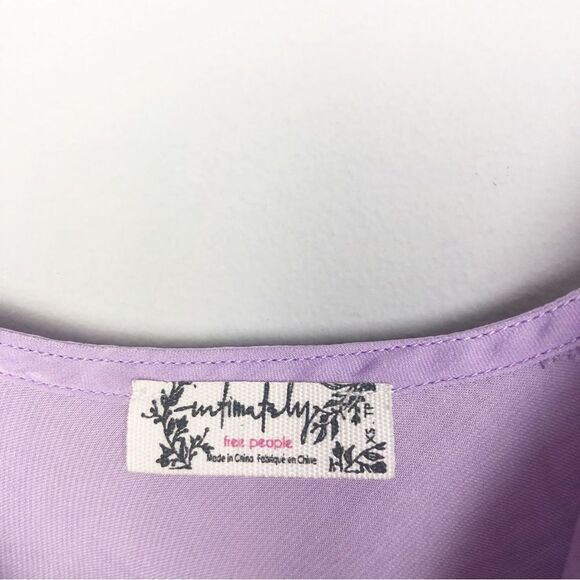 intimately
free people
Made in China Fabriqué en Chine
XS . TP